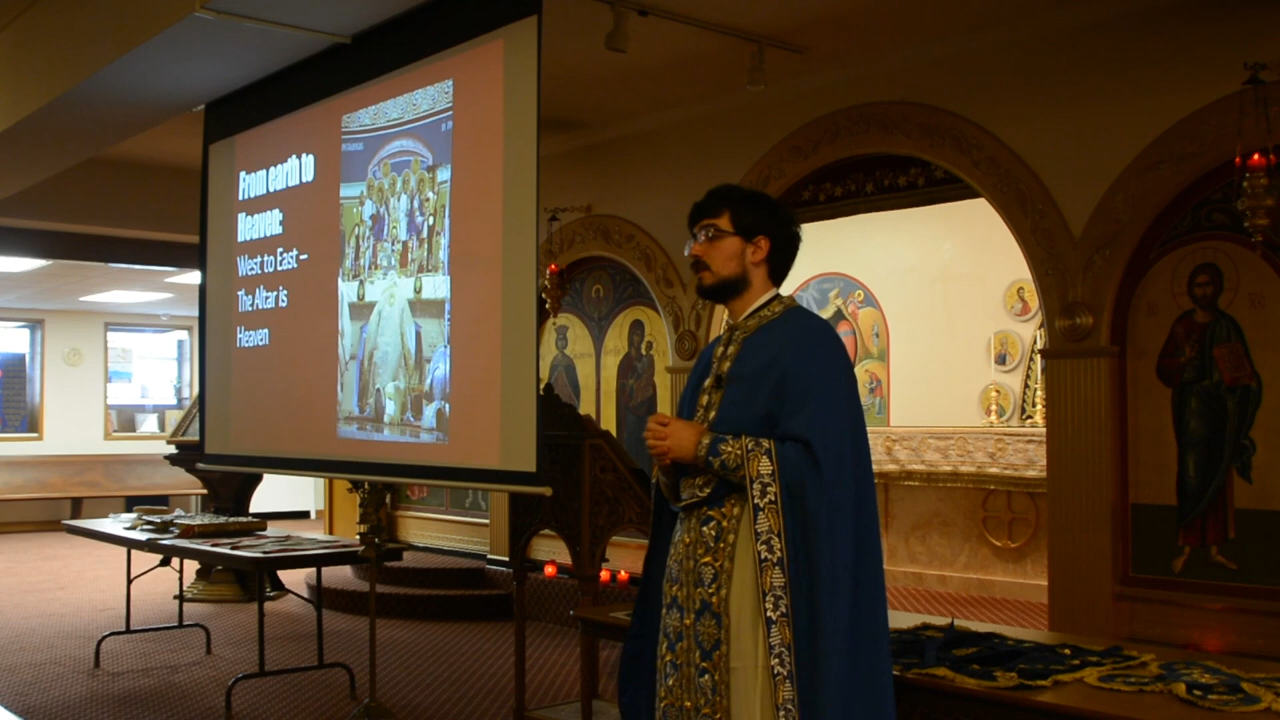 From earth to
Heaven:
West to East –
The Altar is
Heaven